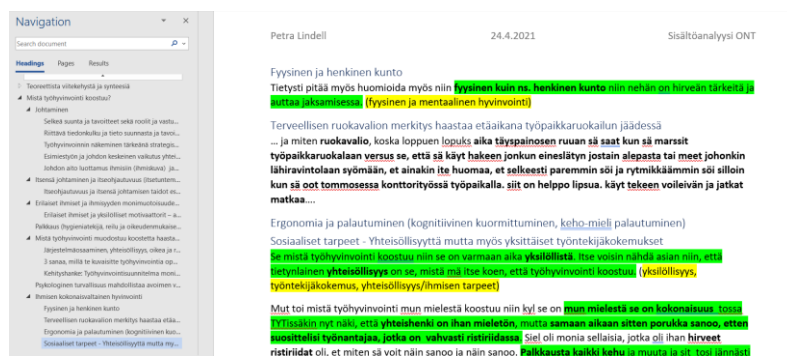 Navigation
Search document
Headings Pages Results
Teoreettista viitekehystä ja synteesiä
Mistä työhyvinvointi koostuu?
Johtaminen
Selkeä suunta ja tavoitteet sekä roolit ja vastu...
Riittävä tiedonkulku ja tieto suunnasta ja tavoi...
Työhyvinvoinnin näkeminen tärkeänä strategis...
Esimiestyön ja johdon keskeinen vaikutus yhtei...
Johdon aito luottamus ihmisiin (ihmiskuva) ja...
Itsensä johtaminen ja itseohjautuvuus (itsetuntem...
Itseohjautuvuus ja itsensä johtamisen taidot es...
Erilaiset ihmiset ja ihmisyyden monimuotoisuude...
Erilaiset ihmiset ja yksilölliset motivaattorit – a...
Palkkaus (hygieniatekijä, reilu ja oikeudenmukaise...
Mistä työhyvinvointi muodostuu koostetta haasta...
Järjestelmäosaaminen, yhteisöllisyys, oikea ja r...
3 sanaa, millä te kuvaisitte työhyvinvointia op...
Kehityshanke: Työhyvinvointisuunnitelma moni...
Psykologinen turvallisuus mahdollistaa avoimen v...
Ihmisen kokonaisvaltainen hyvinvointi
Fyysinen ja henkinen kunto
Terveellisen ruokavalion merkitys haastaa etäa...
Ergonomia ja palautuminen (kognitiivinen kuo...
Sosiaaliset tarpeet - Yhteisöllisyyttä mutta my...
Petra Lindell 24.4.2021 Sisältöanalyysi ONT
Fyysinen ja henkinen kunto
Tietysti pitää myös huomioida myös niin fyysinen kuin ns. henkinen kunto niin nehän on hirveän tärkeitä ja
auttaa jaksamisessa. (fyysinen ja mentaalinen hyvinvointi)
Terveellisen ruokavalion merkitys haastaa etäaikana työpaikkaruokailun jäädessä
... ja miten ruokavalio, koska loppuen lopuks aika täyspainosen ruuan sä saat kun sä marssit
työpaikkaruokalaan versus se, että sä käyt hakeen jonkun eineslätyn jostain alepasta tai meet johonkin
lähiravintolaan syömään, et ainakin ite huomaa, et selkeesti paremmin söi ja rytmikkäämmin söi silloin
kun sä oot tommosessa konttorityössä työpaikalla. siit on helppo lipsua. käyt tekeen voileivän ja jatkat
matkaa....
Ergonomia ja palautuminen (kognitiivinen kuormittuminen, keho-mieli palautuminen)
Sosiaaliset tarpeet - Yhteisöllisyyttä mutta myös yksittäiset työntekijäkokemukset
Se mistä työhyvinvointi koostuu niin se on varmaan aika yksilöllistä. Itse voisin nähdä asian niin, että
tietynlainen yhteisöllisyys on se, mistä mä itse koen, että työhyvinvointi koostuu. (yksöllisyys,
työntekijäkokemus, yhteisöllisyys/ihmisen tarpeet)
Mut toi mistä työhyvinvointi mun mielestä koostuu niin kyl se on mun mielestä se on kokonaisuus tossa
TYTissäkin nyt näki, että yhteishenki on ihan mieletön, mutta samaan aikaan sitten porukka sanoo, etten
suosittelisi työnantajaa, jotka on vahvasti ristiriidassa. Siel oli monia sellaisia, jotka oli ihan hirveet
ristiriidat oli, et miten sä voit näin sanoo ja näin sanoo. Palkkausta kaikki kehu ja muuta ja sit tosi jännästi